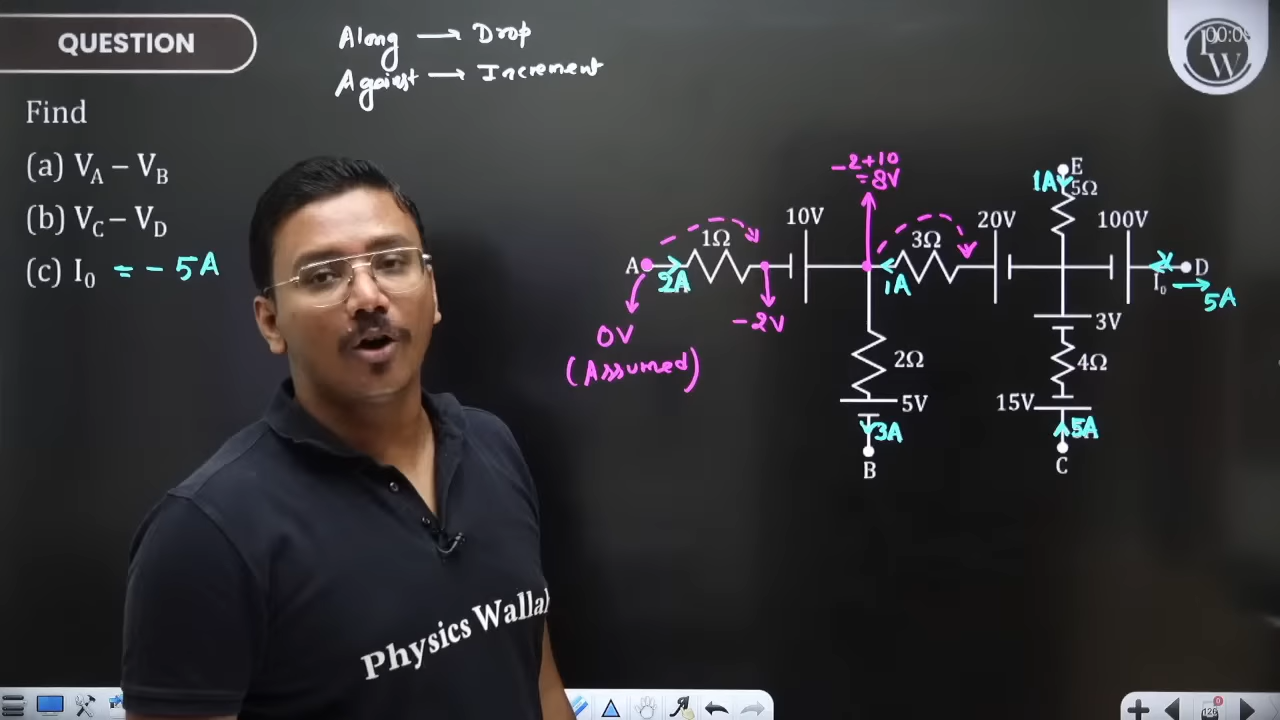 QUESTION
Along → Drop
Against → Increment
Find
(a) V_A – V_B
(b) V_C – V_D
(c) I_0 = - 5A
-2+10
=8V
E
1A
5Ω
10V
20V
100V
1Ω
3Ω
A
2A
1A
D
I_0
5A
-2V
0V
(Assumed)
3V
2Ω
4Ω
5V
15V
3A
5A
B
C
Physics Wallah
126